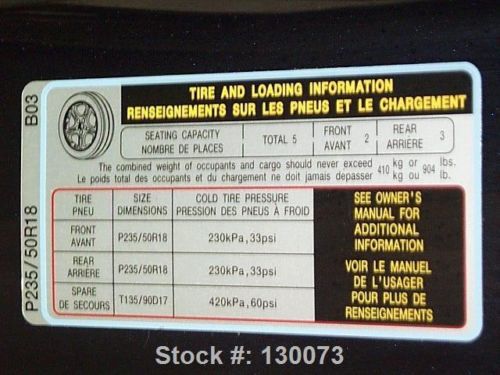 B03
P235/50R18
TIRE AND LOADING INFORMATION
RENSEIGNEMENTS SUR LES PNEUS ET LE CHARGEMENT
SEATING CAPACITY
NOMBRE DE PLACES
TOTAL 5
FRONT
AVANT 2
REAR
ARRIÈRE 3
The combined weight of occupants and cargo should never exceed 410 kg or 904 lbs.
Le poids total des occupants et du chargement ne doit jamais depasser 410 kg ou 904 lb.
TIRE
PNEU
SIZE
DIMENSIONS
COLD TIRE PRESSURE
PRESSION DES PNEUS À FROID
FRONT
AVANT
P235/50R18
230kPa,33psi
REAR
ARRIÈRE
P235/50R18
230kPa,33psi
SPARE
DE SECOURS
T135/90D17
420kPa,60psi
SEE OWNER'S
MANUAL FOR
ADDITIONAL
INFORMATION
VOIR LE MANUEL
DE L'USAGER
POUR PLUS DE
RENSEIGNEMENTS
Stock #: 130073